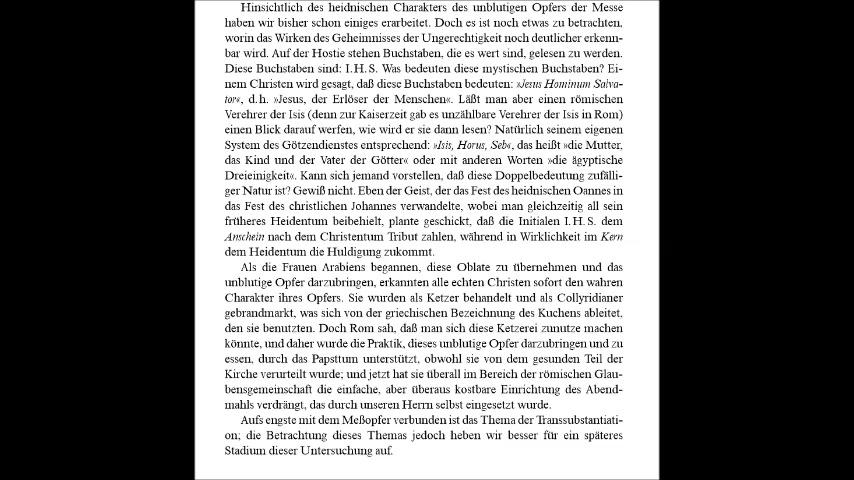 Hinsichtlich des heidnischen Charakters des unblutigen Opfers der Messe
haben wir bisher schon einiges erarbeitet. Doch es ist noch etwas zu betrachten,
worin das Wirken des Geheimnisses der Ungerechtigkeit noch deutlicher erkenn-
bar wird. Auf der Hostie stehen Buchstaben, die es wert sind, gelesen zu werden.
Diese Buchstaben sind: I.H.S. Was bedeuten diese mystischen Buchstaben? Ei-
nem Christen wird gesagt, daß diese Buchstaben bedeuten: »Jesus Hominum Salva-
tor«, d.h. »Jesus, der Erlöser der Menschen«. Läßt man aber einen römischen
Verehrer der Isis (denn zur Kaiserzeit gab es unzählbare Verehrer der Isis in Rom)
einen Blick darauf werfen, wie wird er sie dann lesen? Natürlich seinem eigenen
System des Götzendienstes entsprechend: »Isis, Horus, Seb«, das heißt »die Mutter,
das Kind und der Vater der Götter« oder mit anderen Worten »die ägyptische
Dreieinigkeit«. Kann sich jemand vorstellen, daß diese Doppelbedeutung zufälli-
ger Natur ist? Gewiß nicht. Eben der Geist, der das Fest des heidnischen Oannes in
das Fest des christlichen Johannes verwandelte, wobei man gleichzeitig all sein
früheres Heidentum beibehielt, plante geschickt, daß die Initialen I.H.S. dem
Anschein nach dem Christentum Tribut zahlen, während in Wirklichkeit im Kern
dem Heidentum die Huldigung zukommt.
Als die Frauen Arabiens begannen, diese Oblate zu übernehmen und das
unblutige Opfer darzubringen, erkannten alle echten Christen sofort den wahren
Charakter ihres Opfers. Sie wurden als Ketzer behandelt und als Collyridianer
gebrandmarkt, was sich von der griechischen Bezeichnung des Kuchens ableitet,
den sie benutzten. Doch Rom sah, daß man sich diese Ketzerei zunutze machen
könnte, und daher wurde die Praktik, dieses unblutige Opfer darzubringen und zu
essen, durch das Papsttum unterstützt, obwohl sie von dem gesunden Teil der
Kirche verurteilt wurde; und jetzt hat sie überall im Bereich der römischen Glau-
bensgemeinschaft die einfache, aber überaus kostbare Einrichtung des Abend-
mahls verdrängt, das durch unseren Herrn selbst eingesetzt wurde.
Aufs engste mit dem Meßopfer verbunden ist das Thema der Transsubstantiati-
on; die Betrachtung dieses Themas jedoch heben wir besser für ein späteres
Stadium dieser Untersuchung auf.